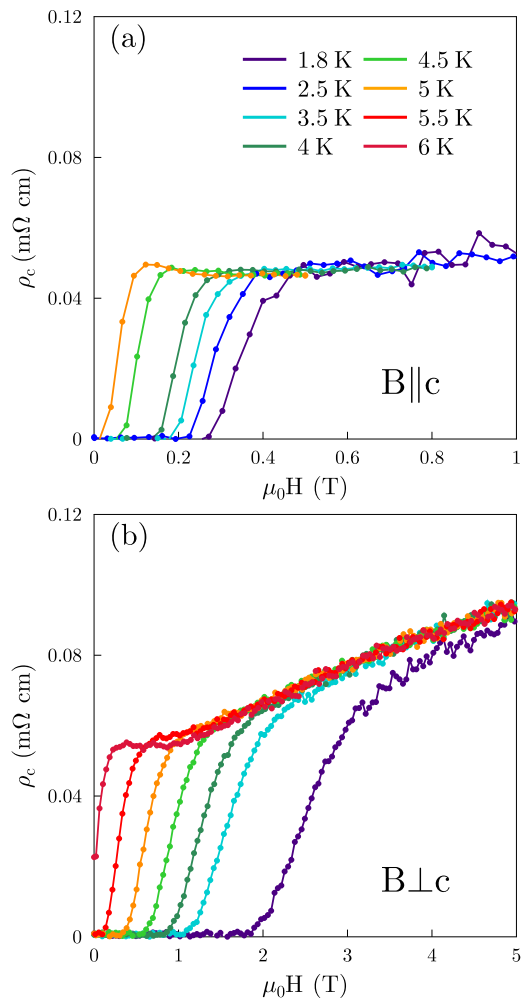 (a)
1.8 K
4.5 K
2.5 K
5 K
3.5 K
5.5 K
4 K
6 K
0.12
0.08
0.04
0
ρc (mΩ cm)
B∥c
0
0.2
0.4
0.6
0.8
1
μ0H (T)
(b)
0.12
0.08
0.04
0
ρc (mΩ cm)
B⊥c
0
1
2
3
4
5
μ0H (T)